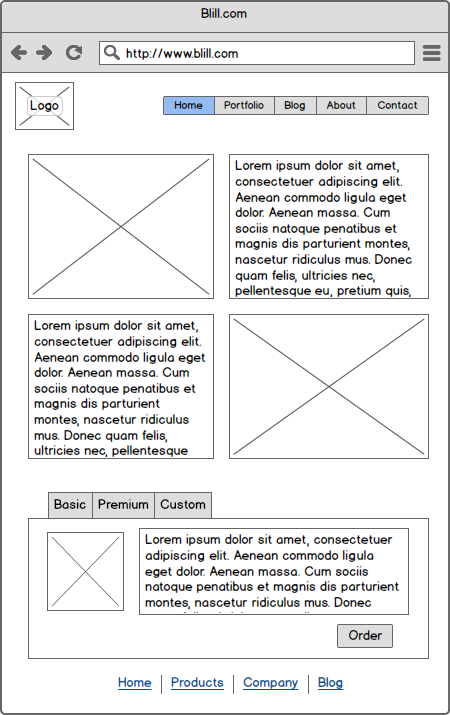 Blill.com
http://www.blill.com
Logo
Home Portfolio Blog About Contact
Lorem ipsum dolor sit amet,
consectetuer adipiscing elit.
Aenean commodo ligula eget
dolor. Aenean massa. Cum
sociis natoque penatibus et
magnis dis parturient montes,
nascetur ridiculus mus. Donec
quam felis, ultricies nec,
pellentesque eu, pretium quis,
Lorem ipsum dolor sit amet,
consectetuer adipiscing elit.
Aenean commodo ligula eget
dolor. Aenean massa. Cum
sociis natoque penatibus et
magnis dis parturient
montes, nascetur ridiculus
mus. Donec quam felis,
ultricies nec, pellentesque
Basic Premium Custom
Lorem ipsum dolor sit amet, consectetuer
adipiscing elit. Aenean commodo ligula
eget dolor. Aenean massa. Cum sociis
natoque penatibus et magnis dis parturient
montes, nascetur ridiculus mus. Donec
Order
Home Products Company Blog